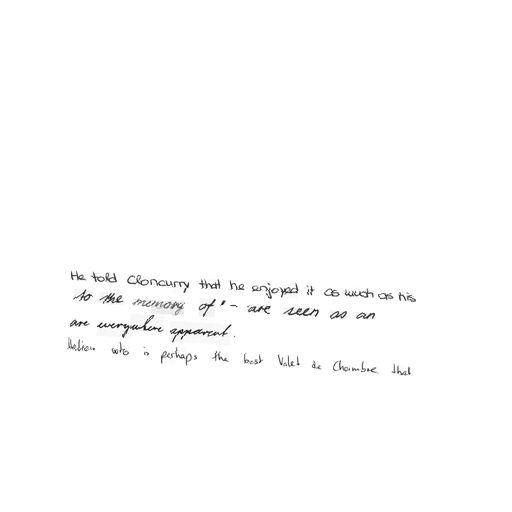 He told Cloncurry that he enjoyed it as much as his
to the memory of" - are seen as an
are everywhere apparent.
Italian who is perhaps the best Valet de Chambre that